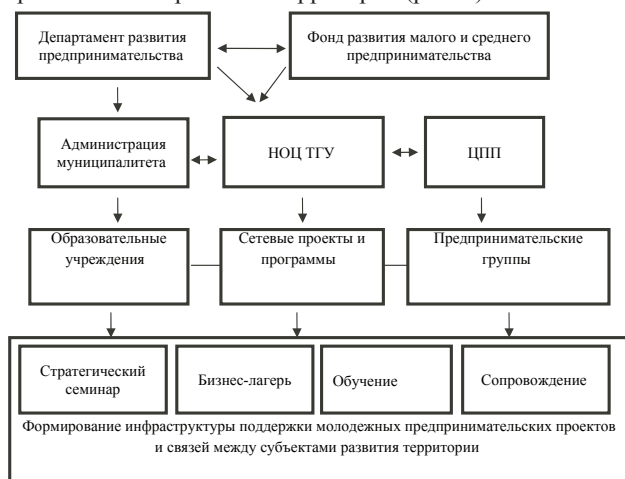 Департамент развития
предпринимательства
Фонд развития малого и среднего
предпринимательства
Администрация
муниципалитета
НОЦ ТГУ
ЦПП
Образовательные
учреждения
Сетевые проекты и
программы
Предпринимательские
группы
Стратегический
семинар
Бизнес-лагерь
Обучение
Сопровождение
Формирование инфраструктуры поддержки молодежных предпринимательских проектов
и связей между субъектами развития территории